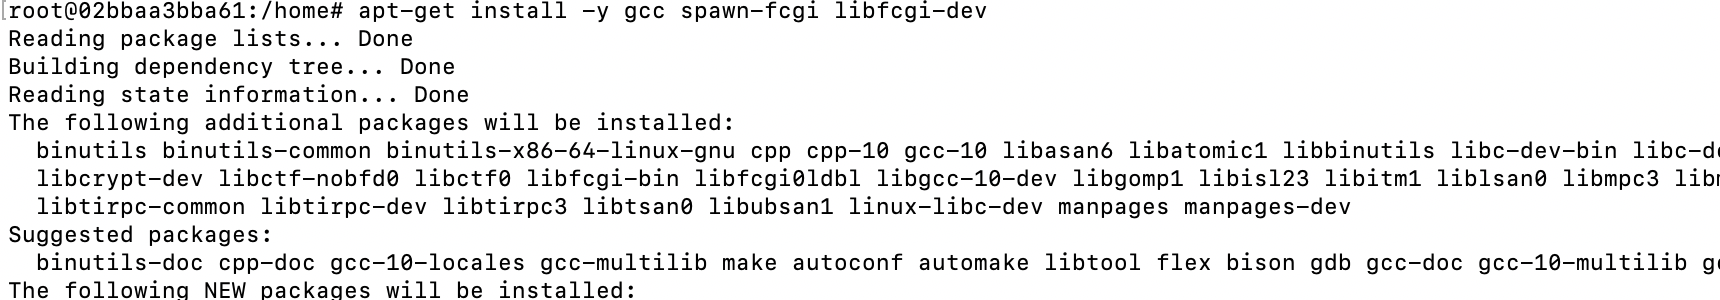 root@02bbaa3bba61:/home# apt-get install -y gcc spawn-fcgi libfcgi-dev
Reading package lists... Done
Building dependency tree... Done
Reading state information... Done
The following additional packages will be installed:
binutils binutils-common binutils-x86-64-linux-gnu cpp cpp-10 gcc-10 libasan6 libatomic1 libbinutils libc-dev-bin
libcrypt-dev libctf-nobfd0 libctf0 libfcgi-bin libfcgi0ldbl libgcc-10-dev libgomp1 libisl23 libitm1 liblsan0 libmpc3
libtirpc-common libtirpc-dev libtirpc3 libtsan0 libubsan1 linux-libc-dev manpages manpages-dev
Suggested packages:
binutils-doc cpp-doc gcc-10-locales gcc-multilib make autoconf automake libtool flex bison gdb gcc-doc gcc-10-multilib
The following NEW packages will be installed: